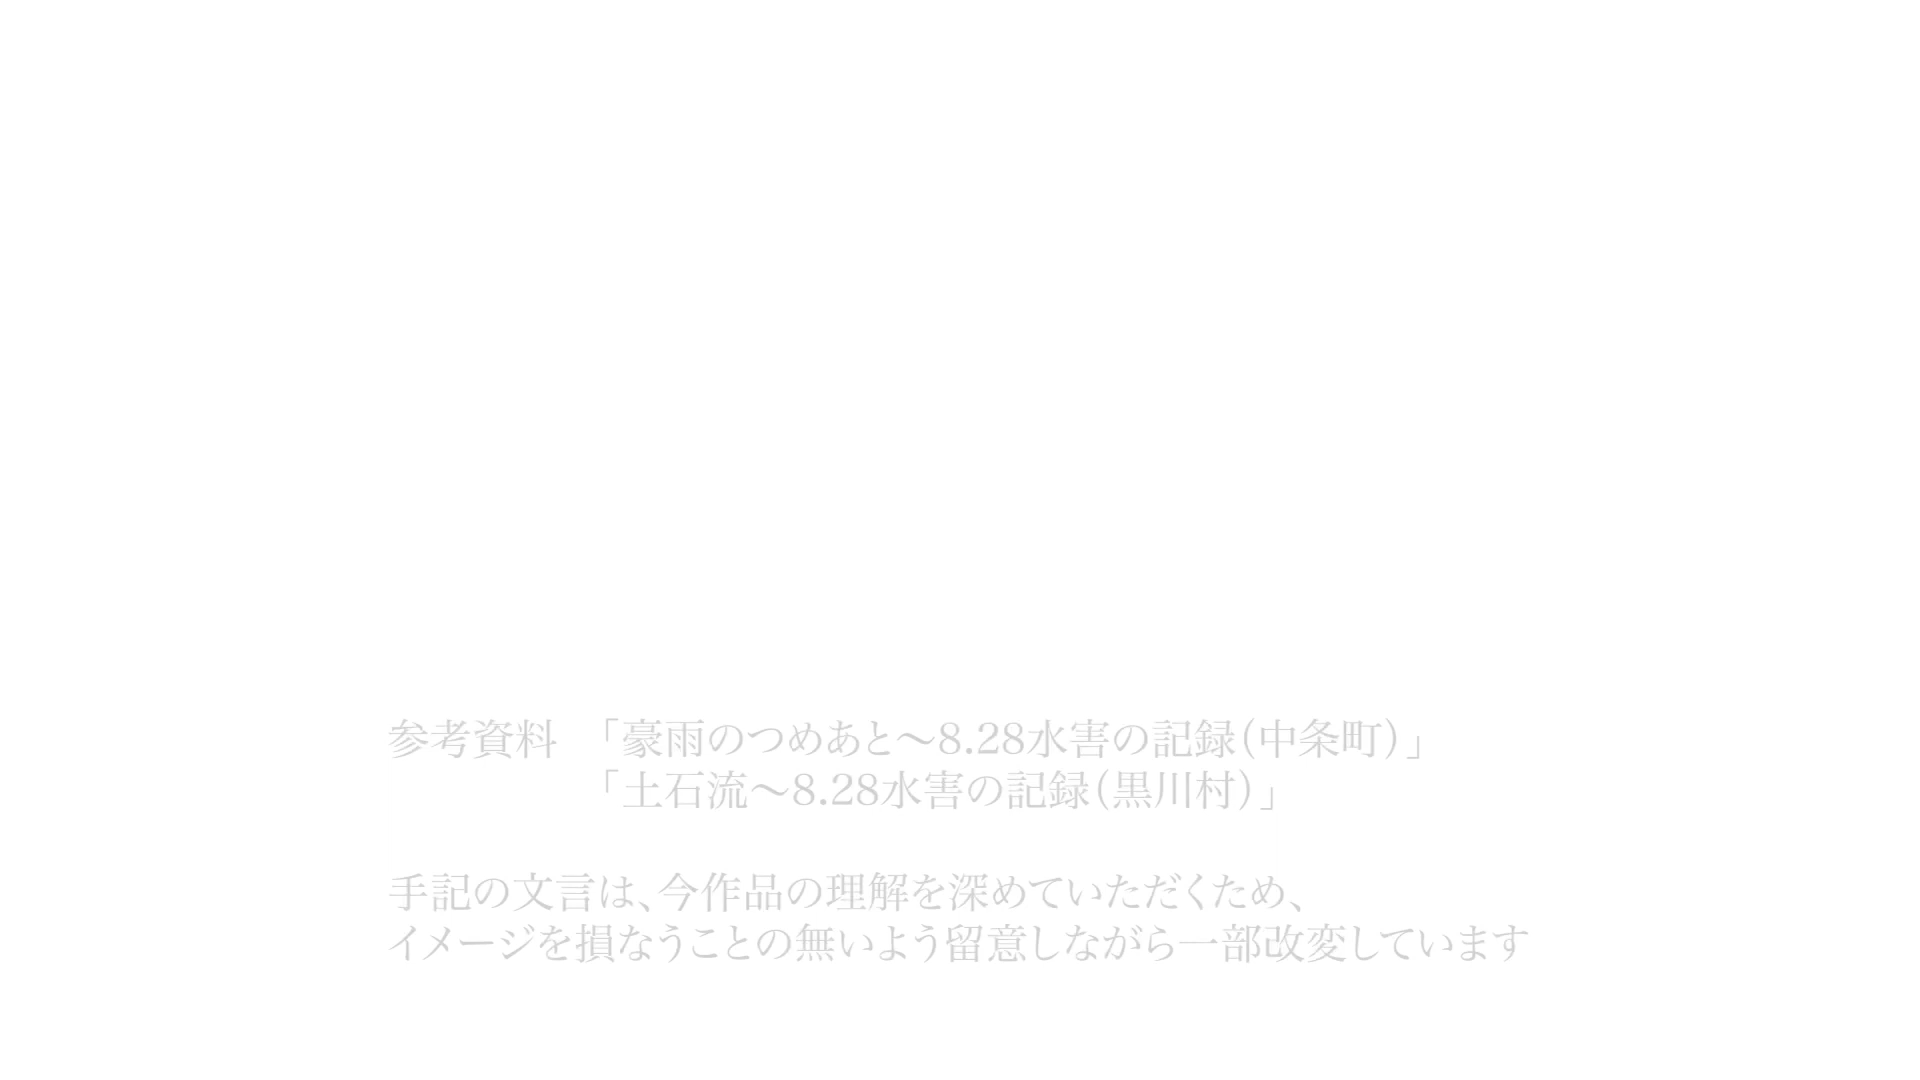 参考資料　「豪雨のつめあと～8.28水害の記録(中条町)」
「土石流～8.28水害の記録(黒川村)」
手記の文言は、今作品の理解を深めていただくため、
イメージを損なうことの無いよう留意しながら一部改変しています